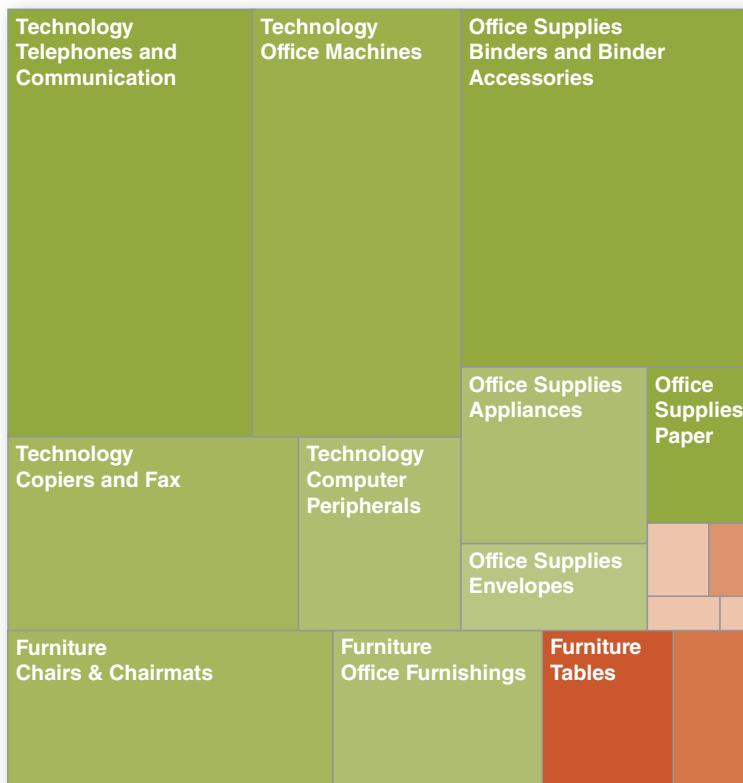 Technology
Telephones and
Communication
Technology
Office Machines
Office Supplies
Binders and Binder
Accessories
Office Supplies
Appliances
Office
Supplies
Paper
Technology
Copiers and Fax
Technology
Computer
Peripherals
Office Supplies
Envelopes
Furniture
Chairs & Chairmats
Furniture
Office Furnishings
Furniture
Tables